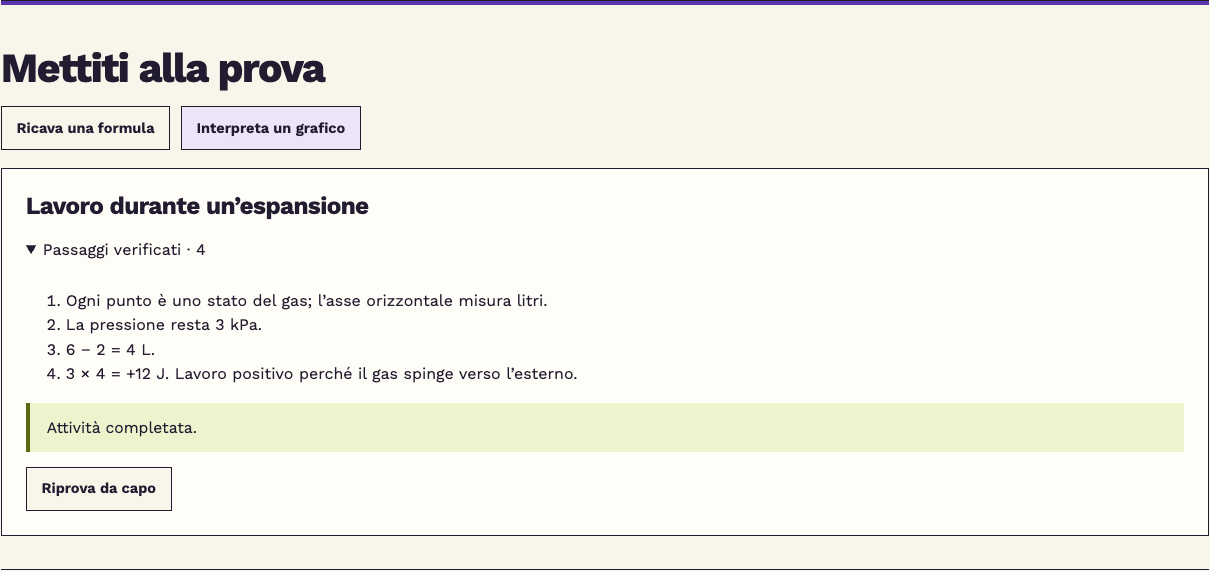 Mettiti alla prova
Ricava una formula
Interpreta un grafico
Lavoro durante un’espansione
▼ Passaggi verificati · 4
1. Ogni punto è uno stato del gas; l’asse orizzontale misura litri.
2. La pressione resta 3 kPa.
3. 6 − 2 = 4 L.
4. 3 × 4 = +12 J. Lavoro positivo perché il gas spinge verso l’esterno.
Attività completata.
Riprova da capo